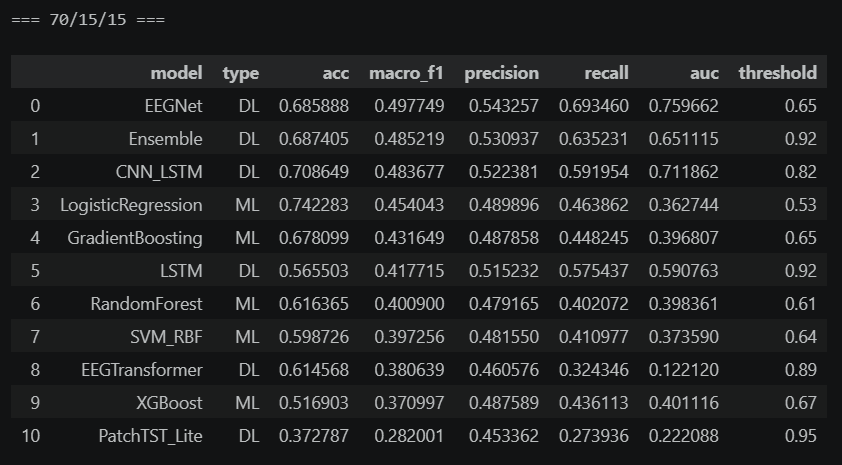 === 70/15/15 ===
model type acc macro_f1 precision recall auc threshold
0 EEGNet DL 0.685888 0.497749 0.543257 0.693460 0.759662 0.65
1 Ensemble DL 0.687405 0.485219 0.530937 0.635231 0.651115 0.92
2 CNN_LSTM DL 0.708649 0.483677 0.522381 0.591954 0.711862 0.82
3 LogisticRegression ML 0.742283 0.454043 0.489896 0.463862 0.362744 0.53
4 GradientBoosting ML 0.678099 0.431649 0.487858 0.448245 0.396807 0.65
5 LSTM DL 0.565503 0.417715 0.515232 0.575437 0.590763 0.92
6 RandomForest ML 0.616365 0.400900 0.479165 0.402072 0.398361 0.61
7 SVM_RBF ML 0.598726 0.397256 0.481550 0.410977 0.373590 0.64
8 EEGTransformer DL 0.614568 0.380639 0.460576 0.324346 0.122120 0.89
9 XGBoost ML 0.516903 0.370997 0.487589 0.436113 0.401116 0.67
10 PatchTST_Lite DL 0.372787 0.282001 0.453362 0.273936 0.222088 0.95